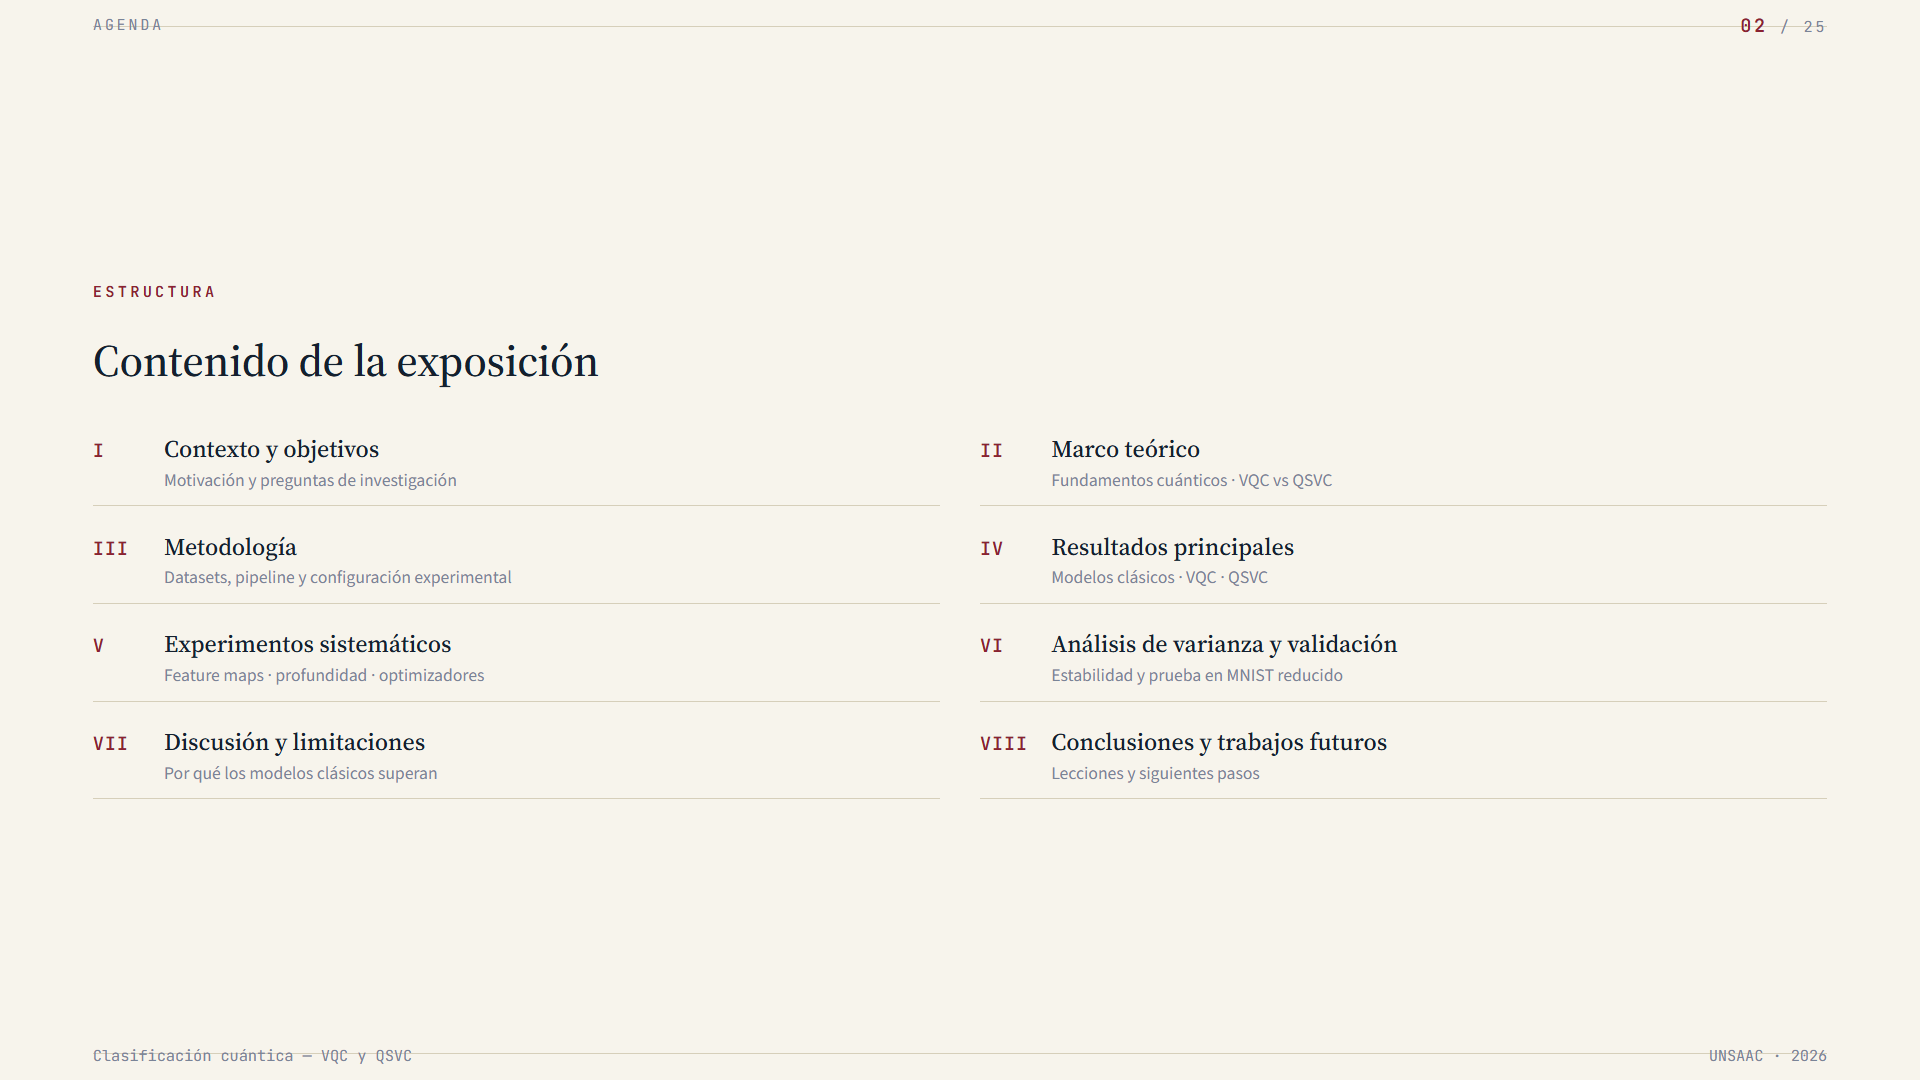 AGENDA
02 / 25
ESTRUCTURA
Contenido de la exposición
I Contexto y objetivos
Motivación y preguntas de investigación
II Marco teórico
Fundamentos cuánticos · VQC vs QSVC
III Metodología
Datasets, pipeline y configuración experimental
IV Resultados principales
Modelos clásicos · VQC · QSVC
V Experimentos sistemáticos
Feature maps · profundidad · optimizadores
VI Análisis de varianza y validación
Estabilidad y prueba en MNIST reducido
VII Discusión y limitaciones
Por qué los modelos clásicos superan
VIII Conclusiones y trabajos futuros
Lecciones y siguientes pasos
Clasificación cuántica — VQC y QSVC
UNSAAC · 2026